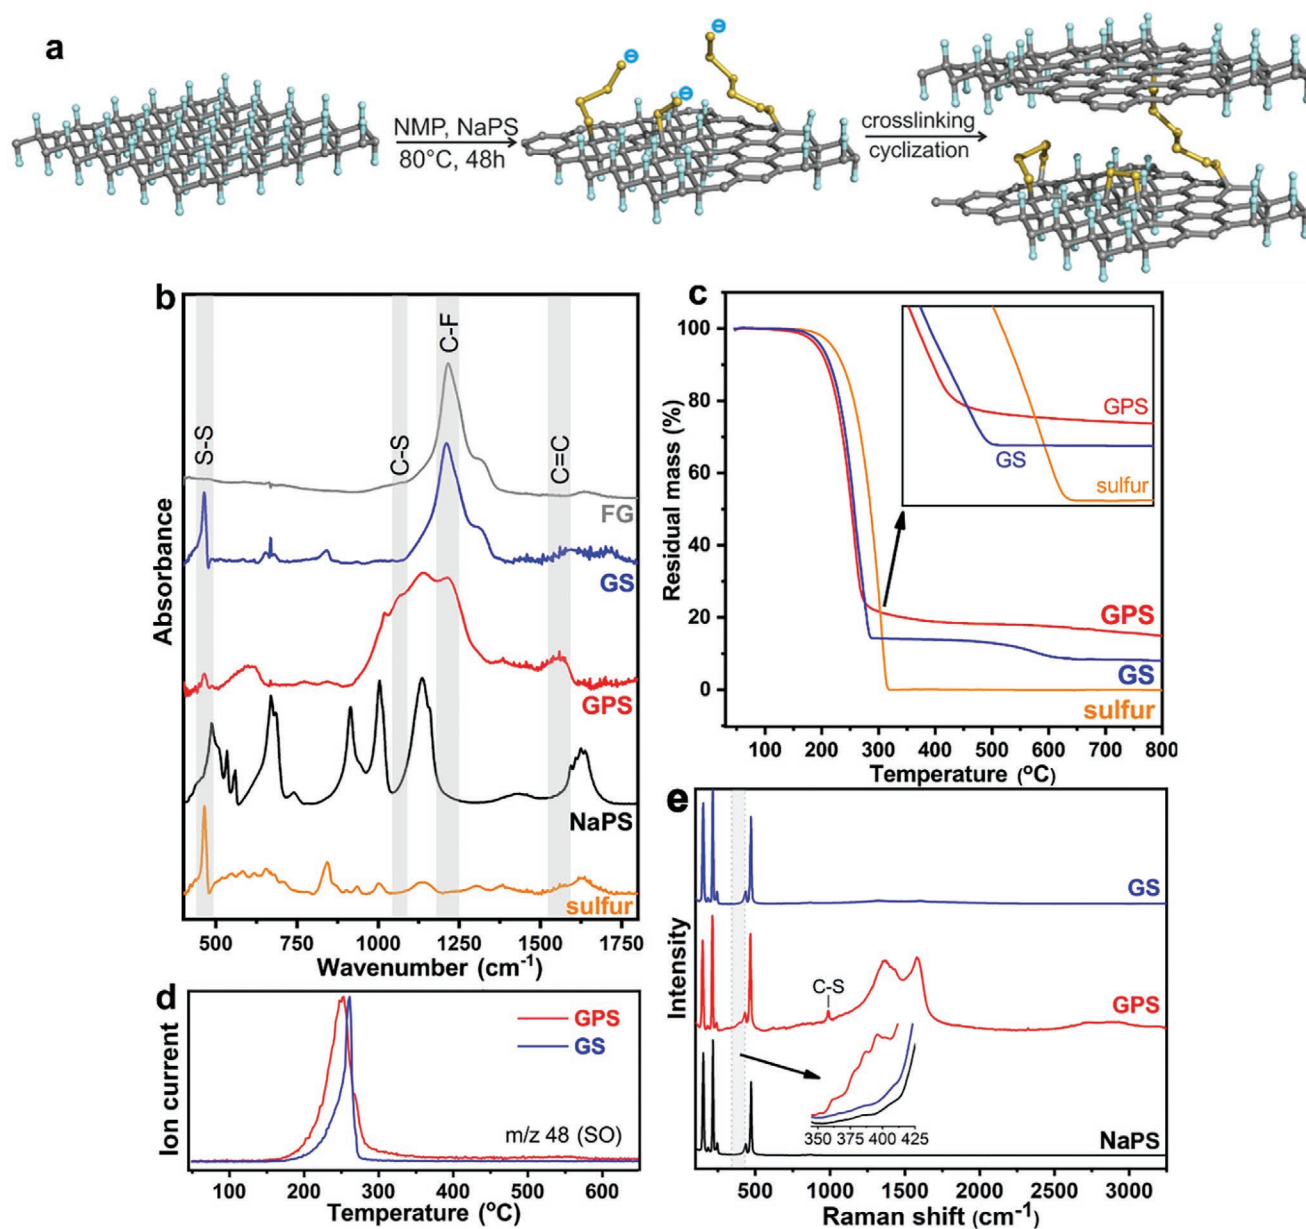 a
⊖
⊖
⊖
NMP, NaPS
80°C, 48h
crosslinking
cyclization
b
S-S
C-S
C-F
C=C
FG
GS
GPS
NaPS
sulfur
Absorbance
500 750 1000 1250 1500 1750
Wavenumber (cm⁻¹)
c
100
80
60
40
20
0
Residual mass (%)
GPS
GS
sulfur
GPS
GS
sulfur
100 200 300 400 500 600 700 800
Temperature (°C)
d
GPS
GS
m/z 48 (SO)
Ion current
100 200 300 400 500 600
Temperature (°C)
e
GS
C-S
GPS
350 375 400 425
NaPS
Intensity
500 1000 1500 2000 2500 3000
Raman shift (cm⁻¹)